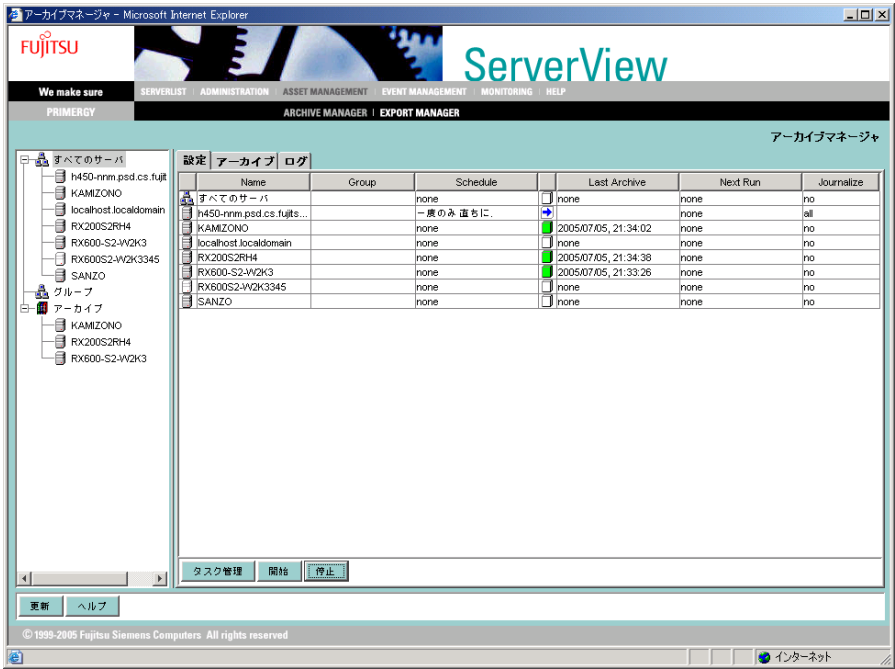 アーカイブマネージャ - Microsoft Internet Explorer
FUJITSU
ServerView
We make sure
SERVERLIST | ADMINISTRATION | ASSET MANAGEMENT | EVENT MANAGEMENT | MONITORING | HELP
PRIMERGY
ARCHIVE MANAGER | EXPORT MANAGER
アーカイブマネージャ
すべてのサーバ
h450-nnm.psd.cs.fujit
KAMIZONO
localhost.localdomain
RX200S2RH4
RX600-S2-W2K3
RX600S2-W2K3345
SANZO
グループ
アーカイブ
KAMIZONO
RX200S2RH4
RX600-S2-W2K3
設定 アーカイブ ログ
Name Group Schedule Last Archive Next Run Journalize
すべてのサーバ none none none no
h450-nnm.psd.cs.fujits... 一度のみ 直ちに. none all
KAMIZONO none 2005/07/05, 21:34:02 none no
localhost.localdomain none none none no
RX200S2RH4 none 2005/07/05, 21:34:38 none no
RX600-S2-W2K3 none 2005/07/05, 21:33:26 none no
RX600S2-W2K3345 none none none no
SANZO none none none no
タスク管理 開始 停止
更新 ヘルプ
© 1999-2005 Fujitsu Siemens Computers All rights reserved
インターネット